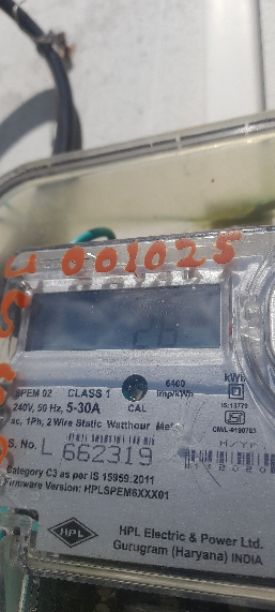 001025
SPEM 02 CLASS 1
240V, 50 Hz, 5-30A
CAL
6400
imp/kWh
kWh
IS:13779
ac, 1Ph, 2 Wire Static Watthour
S. No. L 662319
Category C3 as per IS 15959:2011
Firmware Version: HPLSPEM6XXX01
HPL
HPL Electric & Power Ltd.
Gurugram (Haryana) INDIA